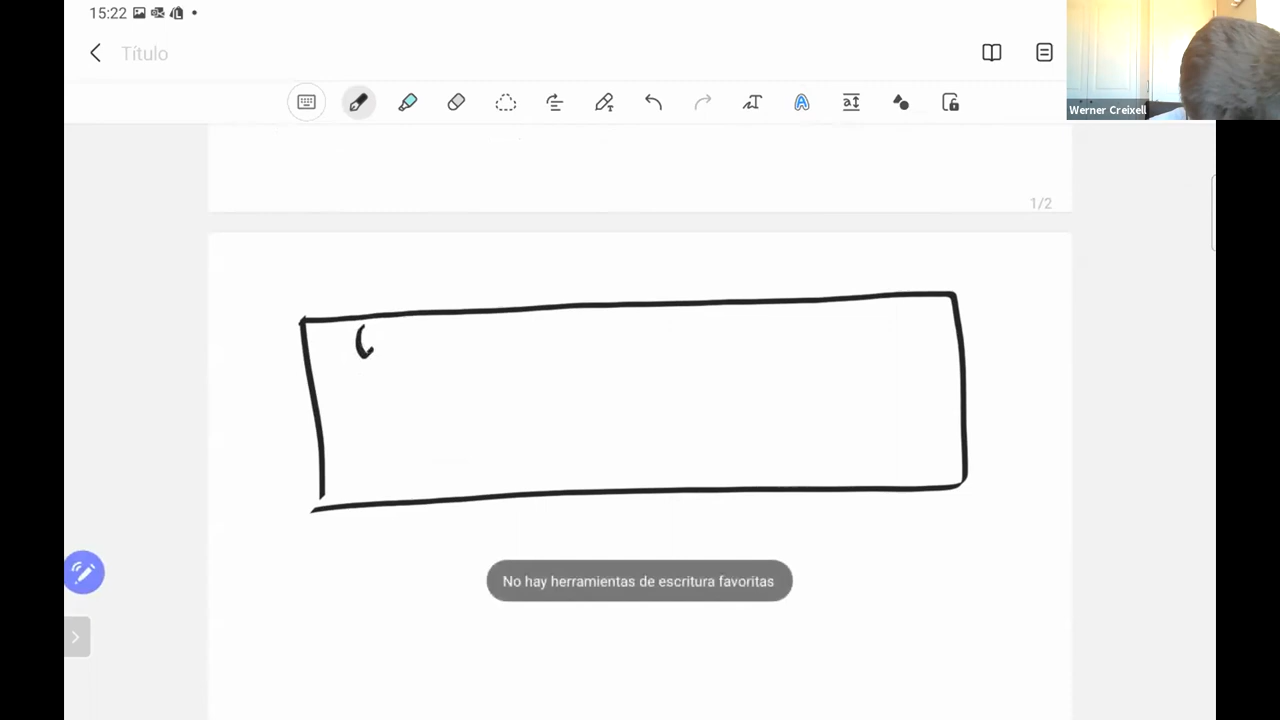 15:22
Título
Werner Creixell
1/2
No hay herramientas de escritura favoritas